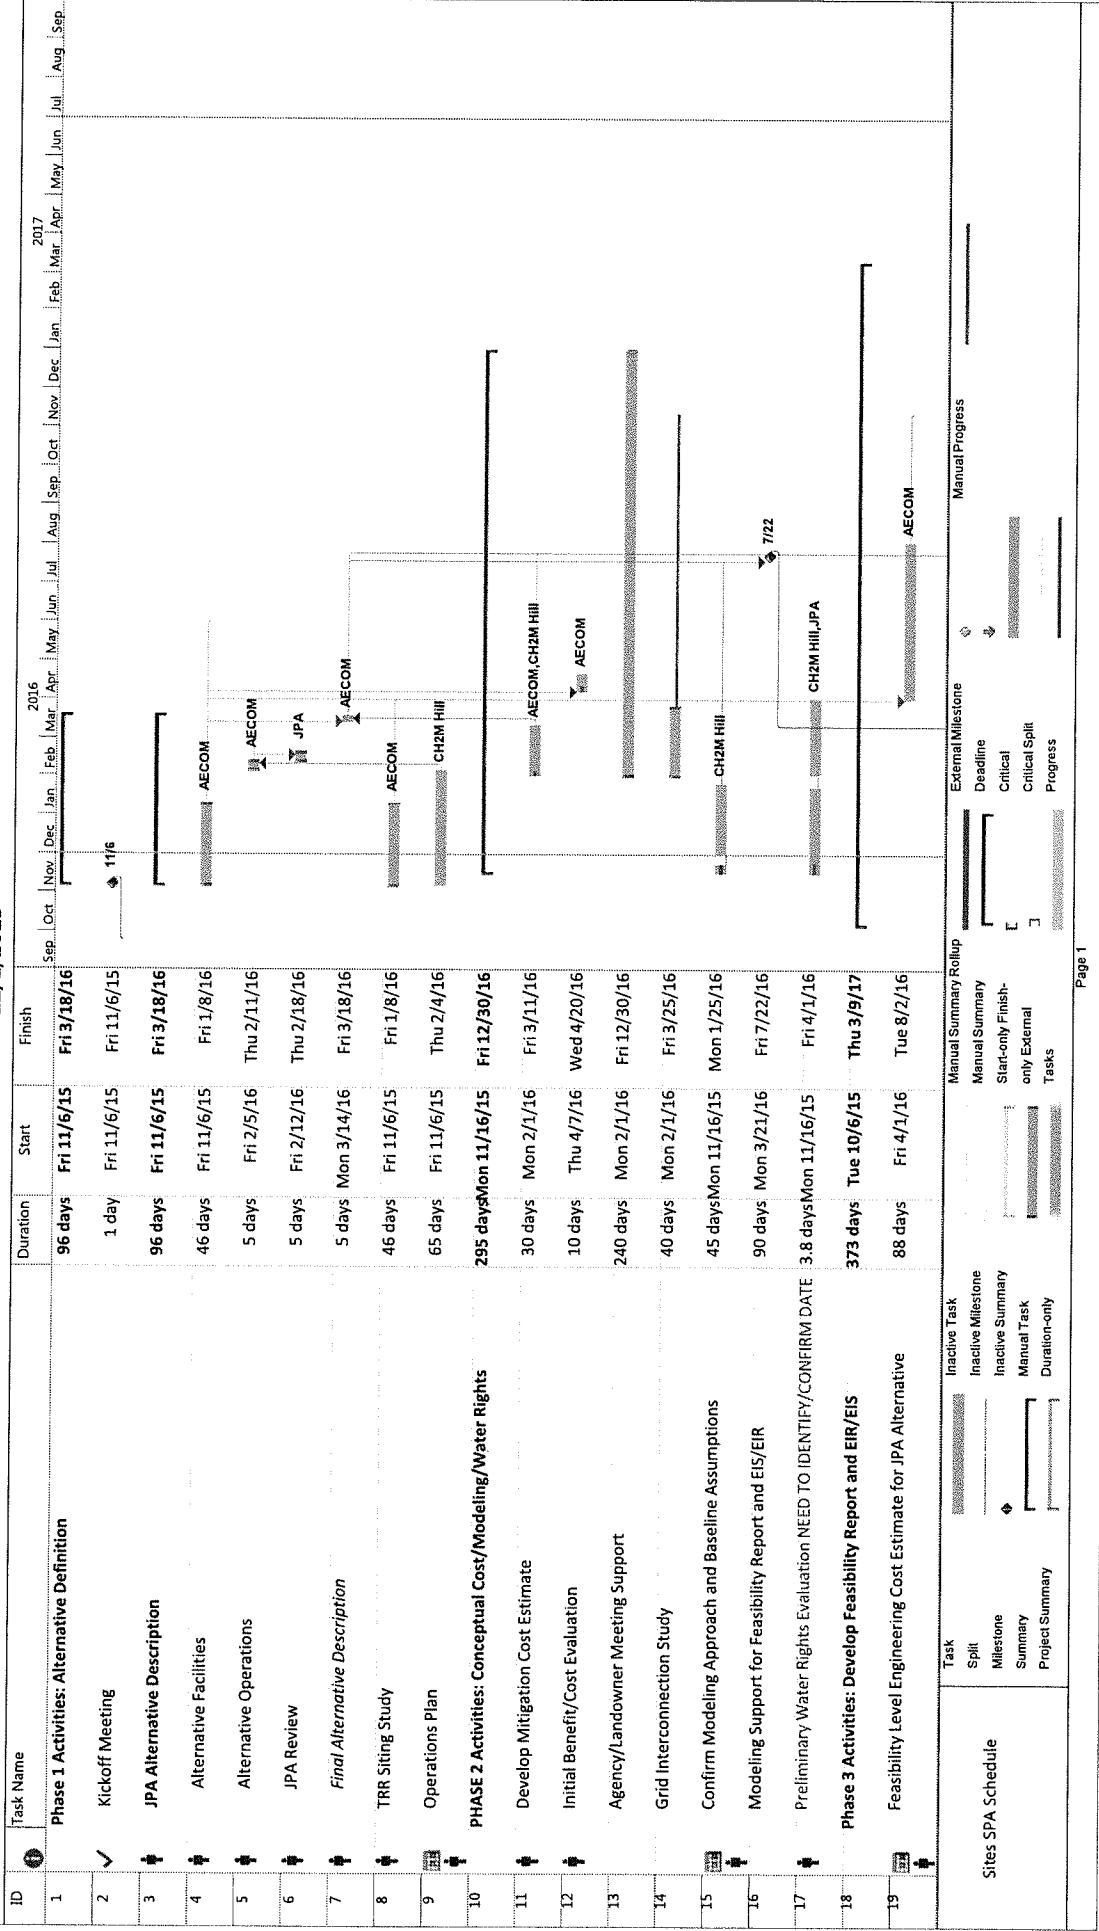 ID Task Name Duration Start Finish
2016 2017
Sep Oct Nov Dec Jan Feb Mar Apr May Jun Jul Aug Sep Oct Nov Dec Jan Feb Mar Apr May Jun Jul Aug Sep
1 Phase 1 Activities: Alternative Definition 96 days Fri 11/6/15 Fri 3/18/16
2 Kickoff Meeting 1 day Fri 11/6/15 Fri 11/6/15 11/6
3 JPA Alternative Description 96 days Fri 11/6/15 Fri 3/18/16
4 Alternative Facilities 46 days Fri 11/6/15 Fri 1/8/16 AECOM
5 Alternative Operations 5 days Fri 2/5/16 Thu 2/11/16 AECOM
6 JPA Review 5 days Fri 2/12/16 Thu 2/18/16 JPA
7 Final Alternative Description 5 days Mon 3/14/16 Fri 3/18/16 AECOM
8 TRR Siting Study 46 days Fri 11/6/15 Fri 1/8/16 AECOM
9 Operations Plan 65 days Fri 11/6/15 Thu 2/4/16 CH2M Hill
10 PHASE 2 Activities: Conceptual Cost/Modeling/Water Rights 295 days Mon 11/16/15 Fri 12/30/16
11 Develop Mitigation Cost Estimate 30 days Mon 2/1/16 Fri 3/11/16 AECOM,CH2M Hill
12 Initial Benefit/Cost Evaluation 10 days Thu 4/7/16 Wed 4/20/16 AECOM
13 Agency/Landowner Meeting Support 240 days Mon 2/1/16 Fri 12/30/16
14 Grid Interconnection Study 40 days Mon 2/1/16 Fri 3/25/16
15 Confirm Modeling Approach and Baseline Assumptions 45 days Mon 11/16/15 Mon 1/25/16 CH2M Hill
16 Modeling Support for Feasibility Report and EIS/EIR 90 days Mon 3/21/16 Fri 7/22/16 7/22
17 Preliminary Water Rights Evaluation NEED TO IDENTIFY/CONFIRM DATE 3.8 days Mon 11/16/15 Fri 4/1/16 CH2M Hill,JPA
18 Phase 3 Activities: Develop Feasibility Report and EIR/EIS 373 days Tue 10/6/15 Thu 3/9/17
19 Feasibility Level Engineering Cost Estimate for JPA Alternative 88 days Fri 4/1/16 Tue 8/2/16 AECOM
Sites SPA Schedule
Task
Split
Milestone
Summary
Project Summary
Inactive Task
Inactive Milestone
Inactive Summary
Manual Task
Duration-only
Manual Summary Rollup
Manual Summary
Start-only Finish-
only External
Tasks
External Milestone
Deadline
Critical
Critical Split
Progress
Manual Progress
Page 1